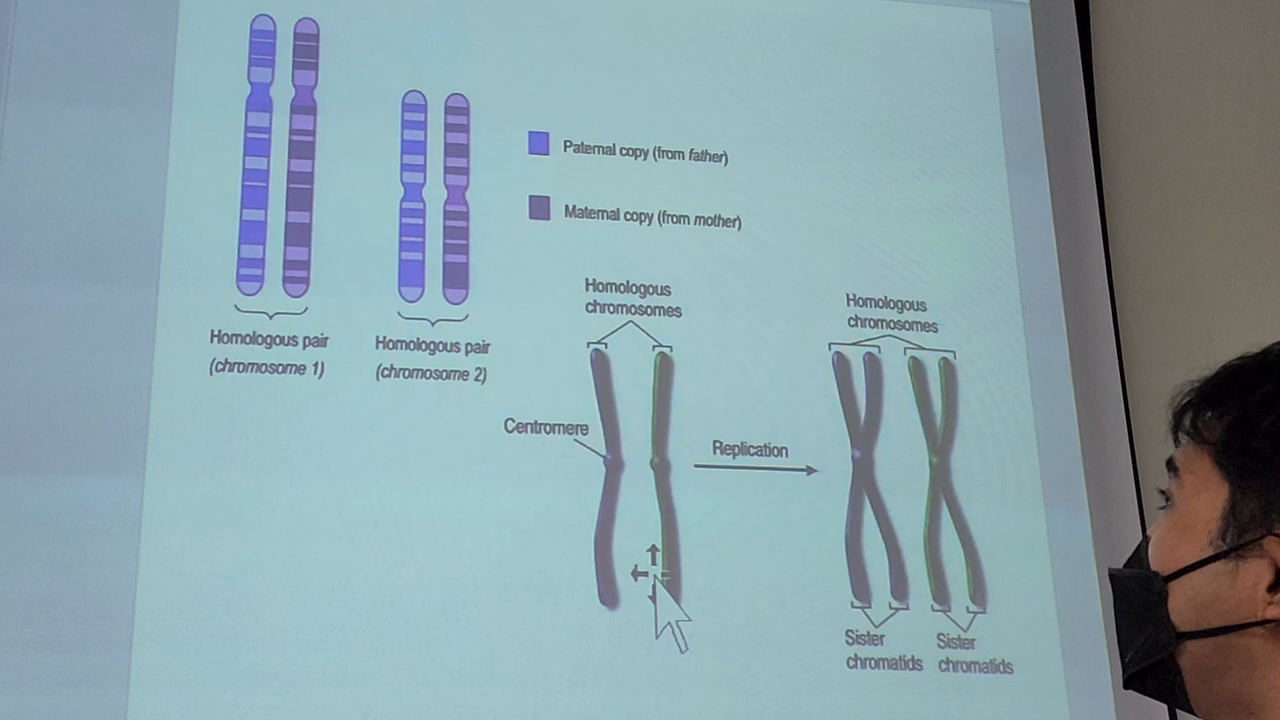 Paternal copy (from father)
Maternal copy (from mother)
Homologous pair
(chromosome 1)
Homologous pair
(chromosome 2)
Homologous
chromosomes
Homologous
chromosomes
Centromere
Replication
Sister
chromatids
Sister
chromatids